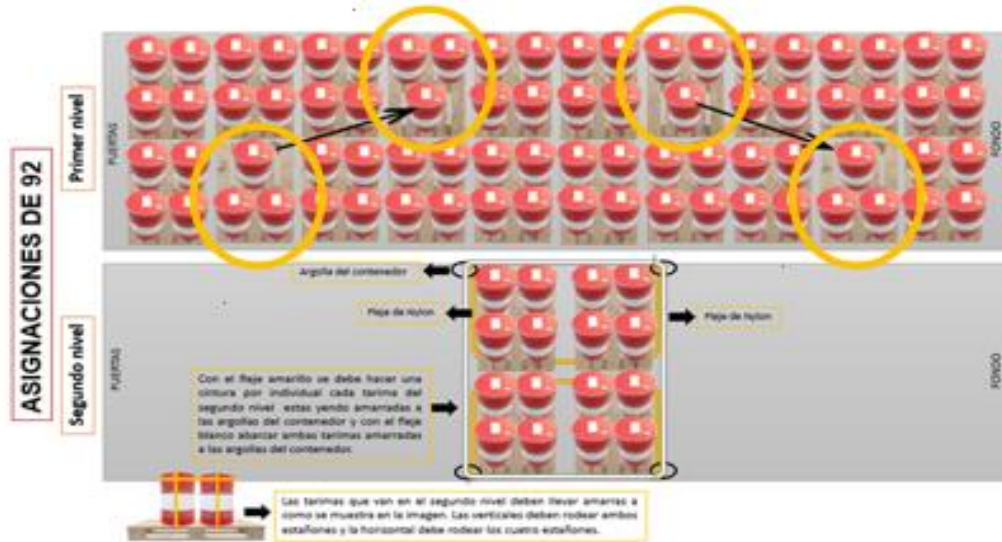 ASIGNACIONES DE 92
Primer nivel
PUERTAS
FONDO
Segundo nivel
PUERTAS
FONDO
Argolla del contenedor
Fleje de Nylon
Fleje de Nylon
Con el fleje amarillo se debe hacer una
cintura por individual cada tarima del
segundo nivel estas yendo amarradas a
las argollas del contenedor y con el fleje
blanco abarcar ambas tarimas amarradas
a las argollas del contenedor.
Las tarimas que van en el segundo nivel deben llevar amarras a
como se muestra en la imagen. Las verticales deben rodear ambos
estañones y la horizontal debe rodear los cuatro estañones.